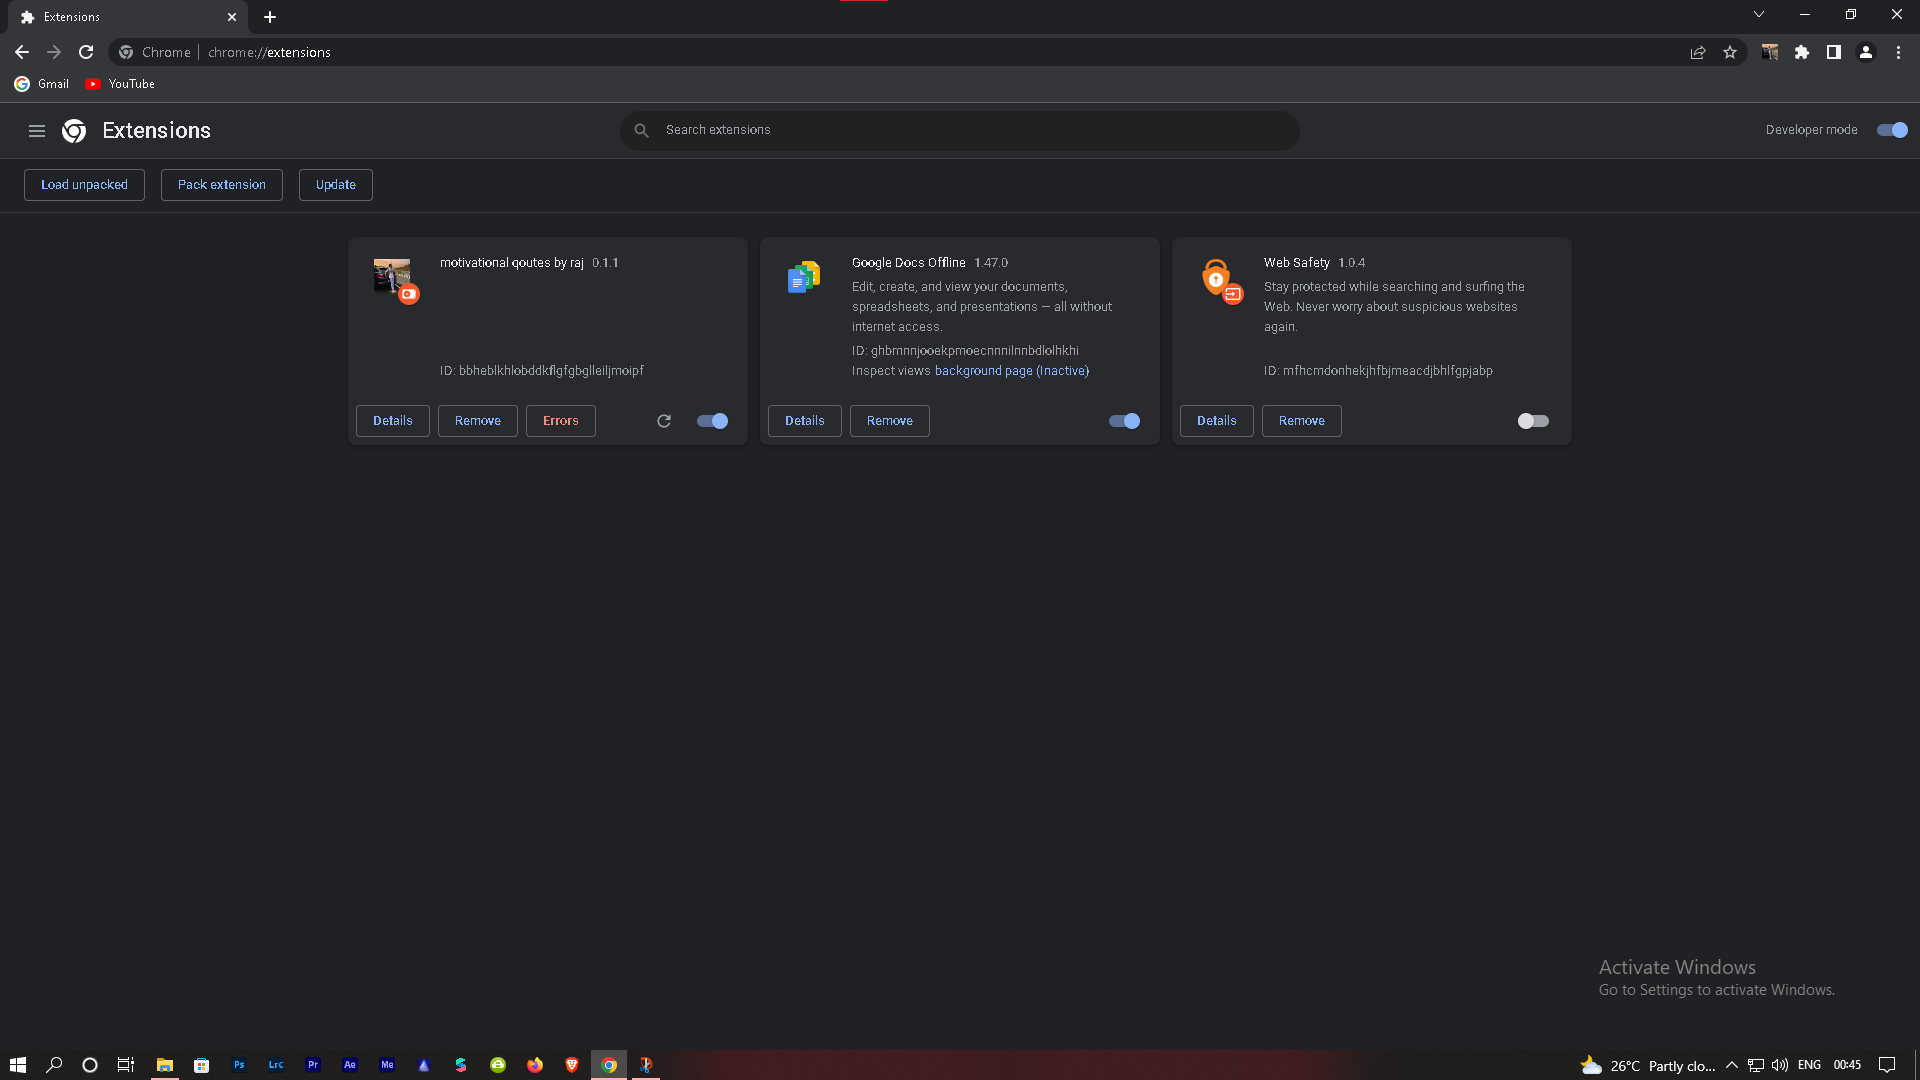 Extensions
Chrome
chrome://extensions
Gmail
YouTube
Extensions
Search extensions
Developer mode
Load unpacked
Pack extension
Update
motivational qoutes by raj 0.1.1
ID: bbheblkhlobddkflgfgbglleiljmoipf
Details
Remove
Errors
Google Docs Offline 1.47.0
Edit, create, and view your documents,
spreadsheets, and presentations — all without
internet access.
ID: ghbmnnjooekpmoecnnnilnnbdlolhkhi
Inspect views background page (Inactive)
Details
Remove
Web Safety 1.0.4
Stay protected while searching and surfing the
Web. Never worry about suspicious websites
again.
ID: mfhcmdonhekjhfbjmeacdjbhlfgpjabp
Details
Remove
Activate Windows
Go to Settings to activate Windows.
Ps
Lrc
Pr
Ae
Me
26°C Partly clo...
ENG
00:45